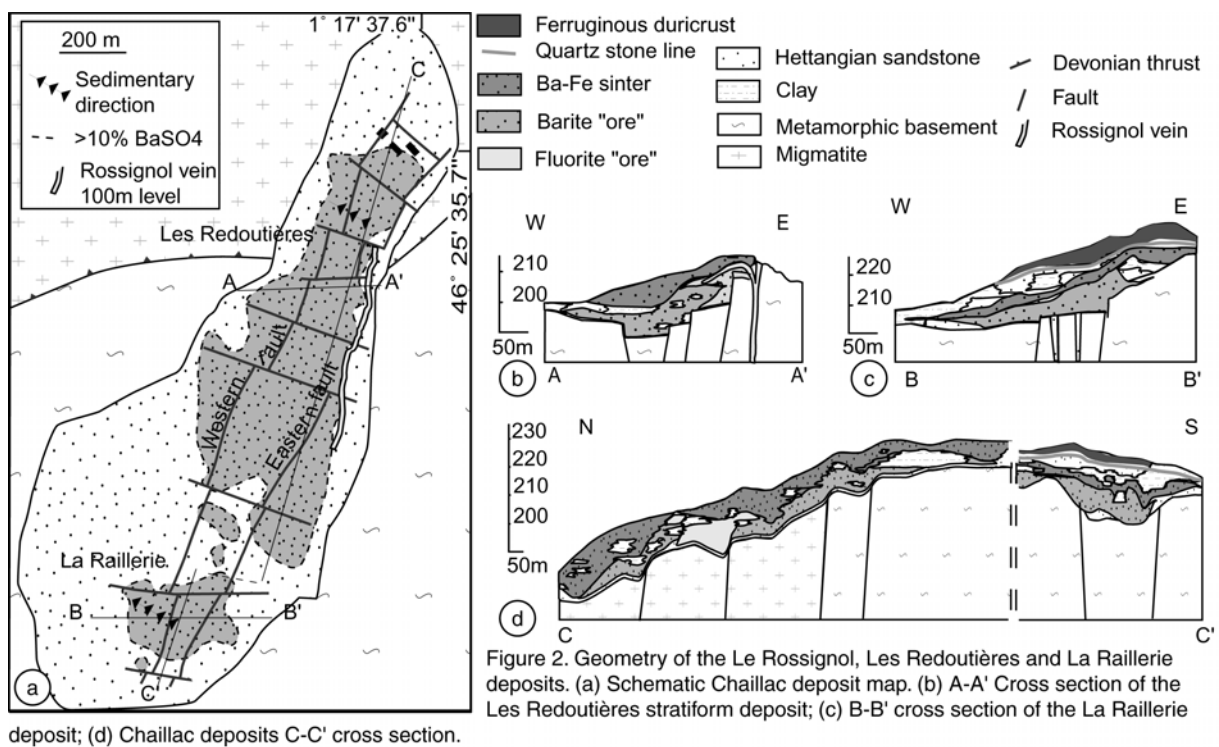 200 m
Sedimentary
direction
>10% BaSO4
Rossignol vein
100m level
1° 17' 37.6"
46° 25' 35.7"
C
Les Redoutières
A
A'
Western fault
Eastern fault
La Raillerie
B
B'
C'
a
Ferruginous duricrust
Quartz stone line
Ba-Fe sinter
Barite "ore"
Fluorite "ore"
Hettangian sandstone
Clay
Metamorphic basement
Migmatite
Devonian thrust
Fault
Rossignol vein
W
E
210
200
50m
b
A
A'
W
E
220
210
50m
c
B
B'
N
S
230
220
210
200
50m
d
C
C'
Figure 2. Geometry of the Le Rossignol, Les Redoutières and La Raillerie
deposits. (a) Schematic Chaillac deposit map. (b) A-A' Cross section of the
Les Redoutières stratiform deposit; (c) B-B' cross section of the La Raillerie
deposit; (d) Chaillac deposits C-C' cross section.